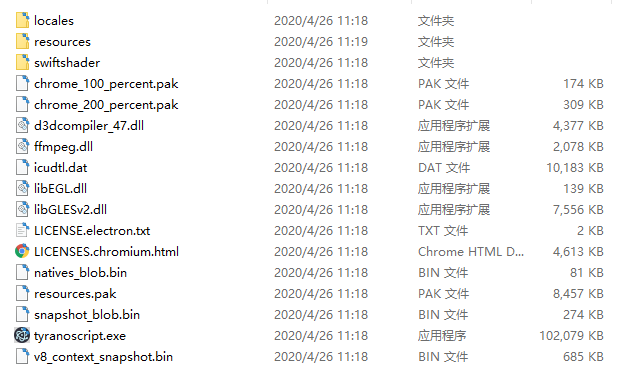 locales 2020/4/26 11:18 文件夹
resources 2020/4/26 11:19 文件夹
swiftshader 2020/4/26 11:18 文件夹
chrome_100_percent.pak 2020/4/26 11:18 PAK 文件 174 KB
chrome_200_percent.pak 2020/4/26 11:18 PAK 文件 309 KB
d3dcompiler_47.dll 2020/4/26 11:18 应用程序扩展 4,377 KB
ffmpeg.dll 2020/4/26 11:18 应用程序扩展 2,078 KB
icudtl.dat 2020/4/26 11:18 DAT 文件 10,183 KB
libEGL.dll 2020/4/26 11:18 应用程序扩展 139 KB
libGLESv2.dll 2020/4/26 11:18 应用程序扩展 7,556 KB
LICENSE.electron.txt 2020/4/26 11:18 TXT 文件 2 KB
LICENSES.chromium.html 2020/4/26 11:18 Chrome HTML D... 4,613 KB
natives_blob.bin 2020/4/26 11:18 BIN 文件 81 KB
resources.pak 2020/4/26 11:18 PAK 文件 8,457 KB
snapshot_blob.bin 2020/4/26 11:18 BIN 文件 274 KB
tyranoscript.exe 2020/4/26 11:18 应用程序 102,079 KB
v8_context_snapshot.bin 2020/4/26 11:18 BIN 文件 685 KB